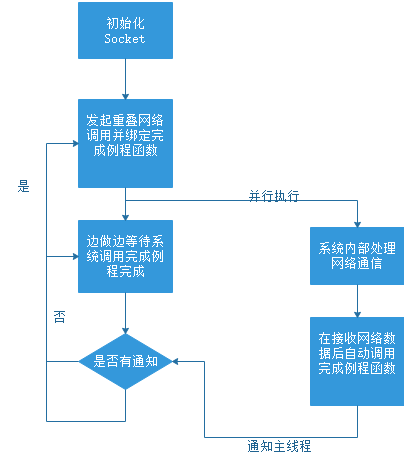 初始化
Socket
发起重叠网络
调用并绑定完
成例程函数
是
并行执行
边做边等待系
统调用完成例
程完成
系统内部处理
网络通信
否
在接收网络数
据后自动调用
完成例程函数
是否有通知
通知主线程